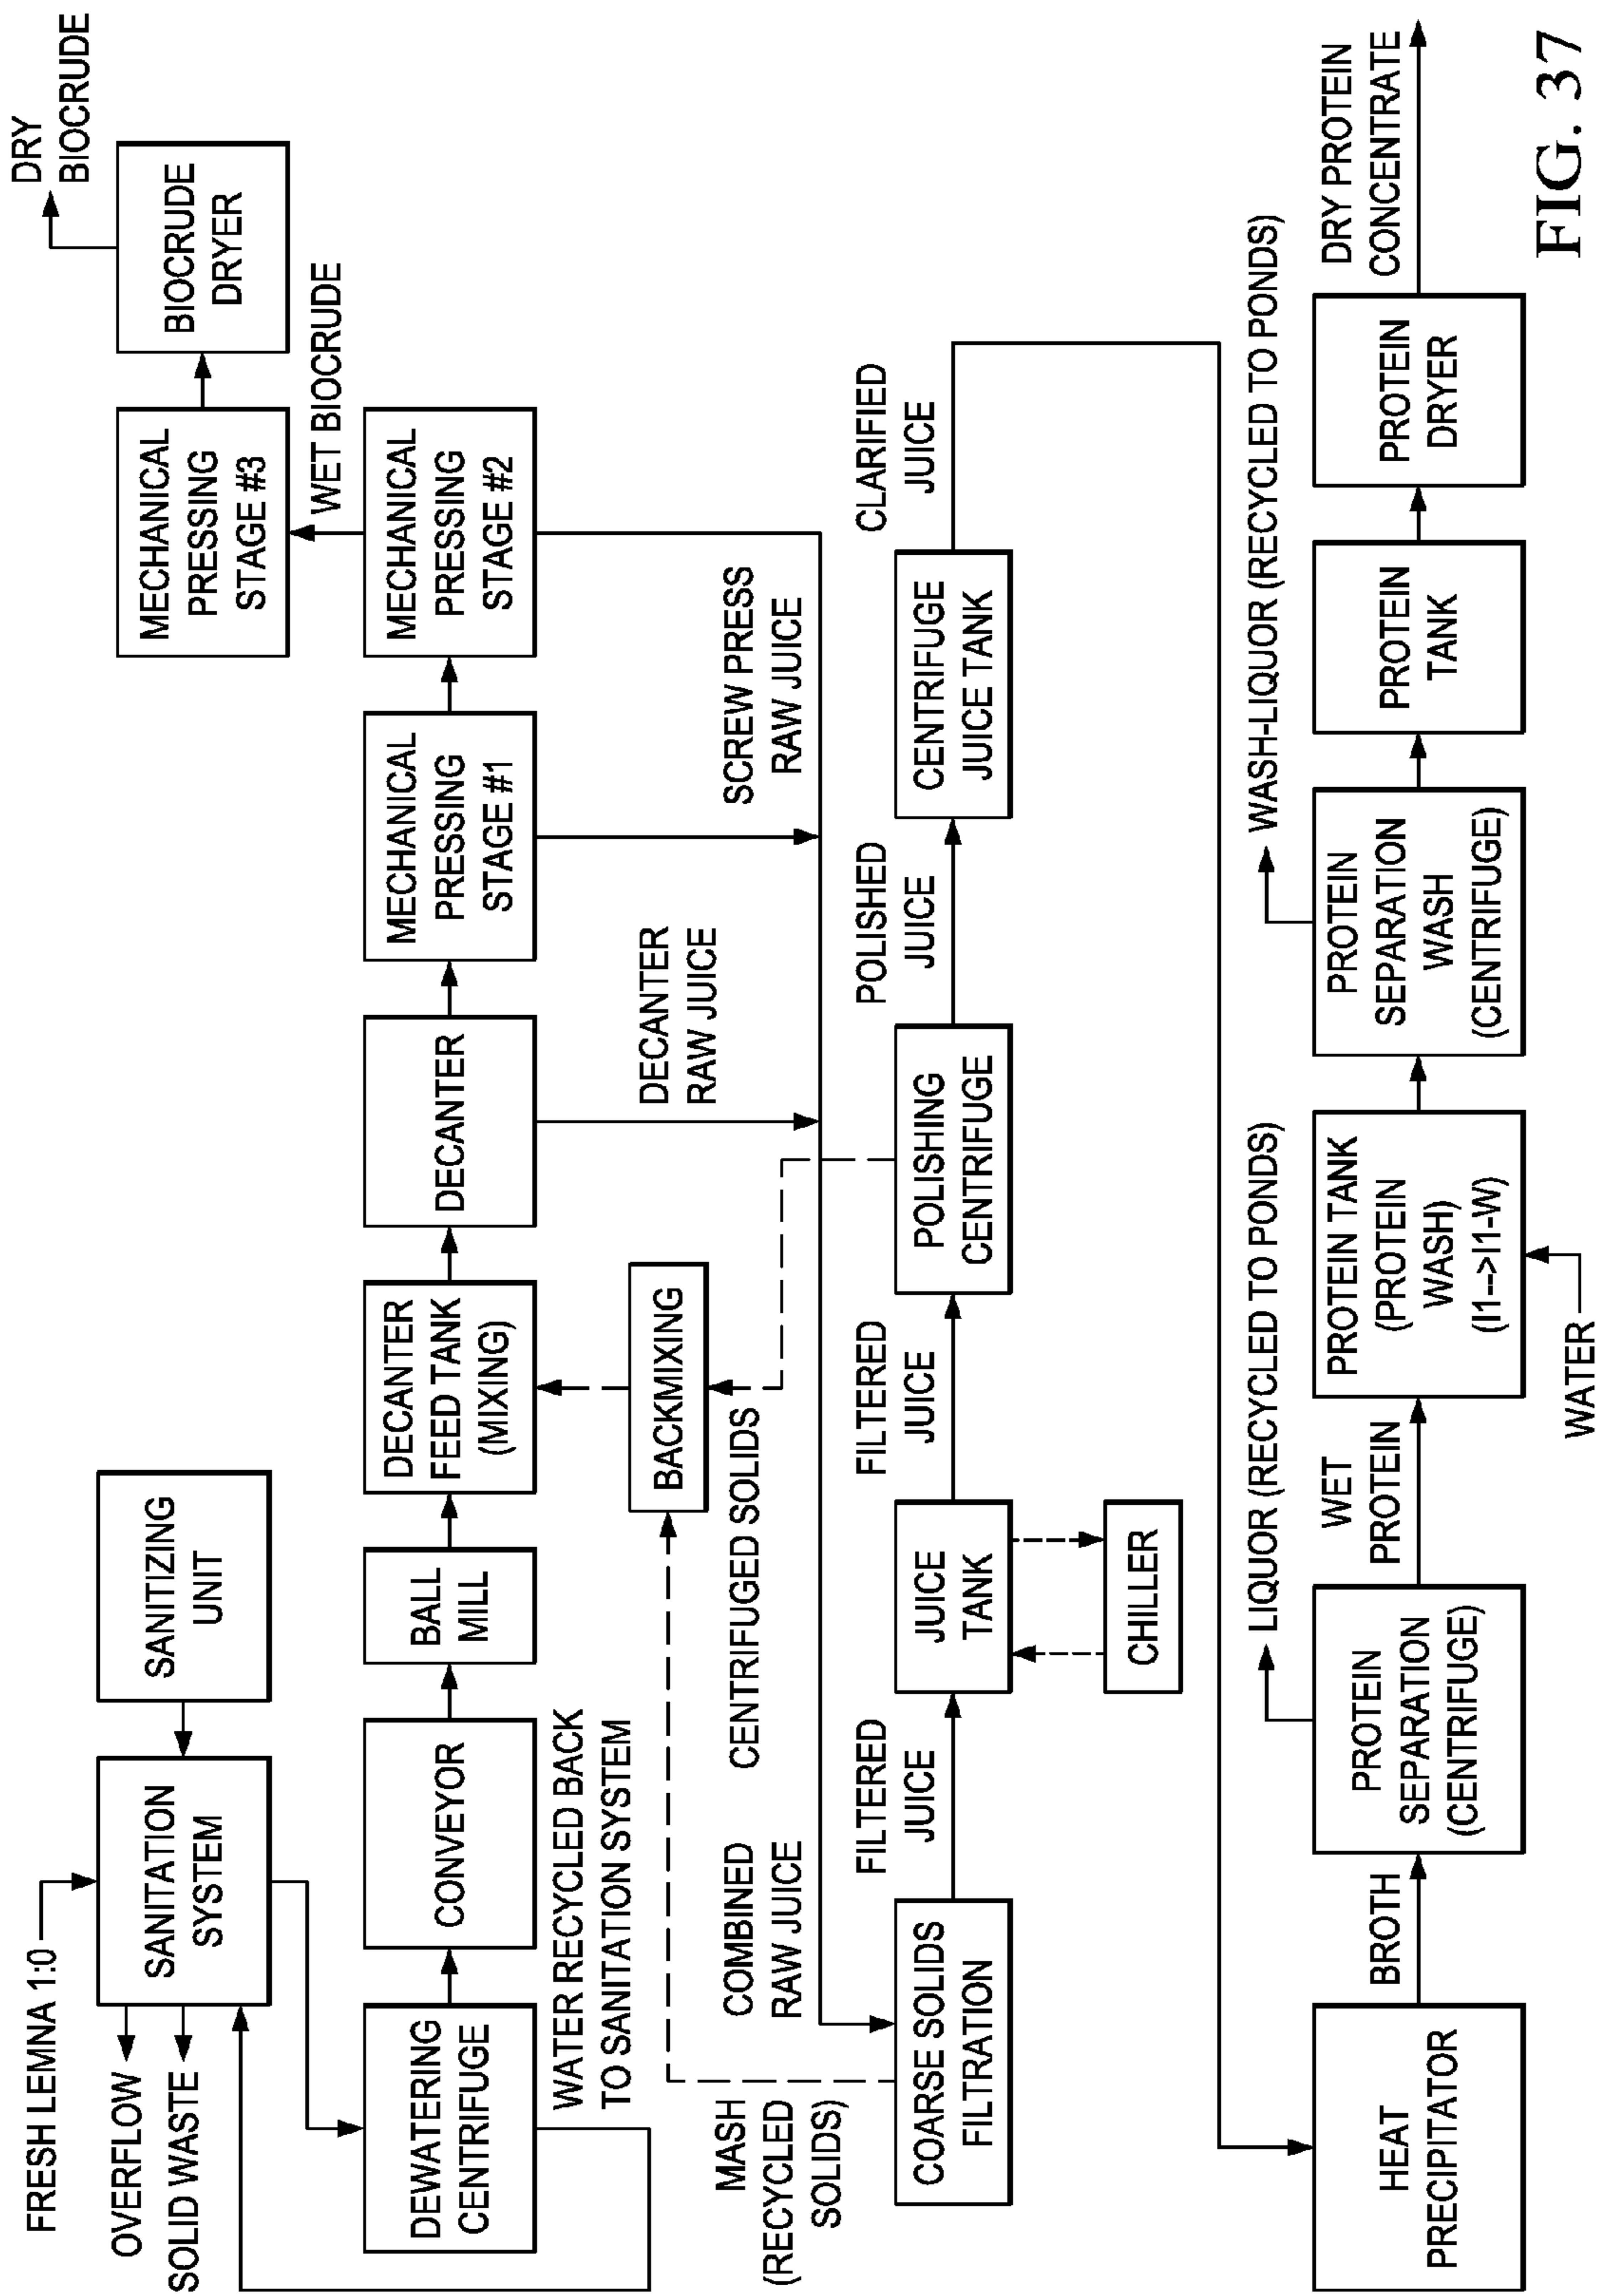 FRESH LEMNA 1:0
OVERFLOW
SOLID WASTE
SANITATION
SYSTEM
SANITIZING
UNIT
DEWATERING
CENTRIFUGE
WATER RECYCLED BACK
TO SANITATION SYSTEM
CONVEYOR
BALL
MILL
DECANTER
FEED TANK
(MIXING)
DECANTER
MECHANICAL
PRESSING
STAGE #1
MECHANICAL
PRESSING
STAGE #2
WET BIOCRUDE
MECHANICAL
PRESSING
STAGE #3
BIOCRUDE
DRYER
DRY
BIOCRUDE
BACKMIXING
DECANTER
RAW JUICE
SCREW PRESS
RAW JUICE
MASH
(RECYCLED
SOLIDS)
COMBINED
RAW JUICE
CENTRIFUGED SOLIDS
COARSE SOLIDS
FILTRATION
FILTERED
JUICE
JUICE
TANK
CHILLER
FILTERED
JUICE
POLISHING
CENTRIFUGE
POLISHED
JUICE
CENTRIFUGE
JUICE TANK
CLARIFIED
JUICE
HEAT
PRECIPITATOR
BROTH
PROTEIN
SEPARATION
(CENTRIFUGE)
LIQUOR (RECYCLED TO PONDS)
WET
PROTEIN
PROTEIN TANK
(PROTEIN
WASH)
(I1-->I1-W)
WATER
PROTEIN
SEPARATION
WASH
(CENTRIFUGE)
WASH-LIQUOR (RECYCLED TO PONDS)
PROTEIN
TANK
PROTEIN
DRYER
DRY PROTEIN
CONCENTRATE
FIG. 37